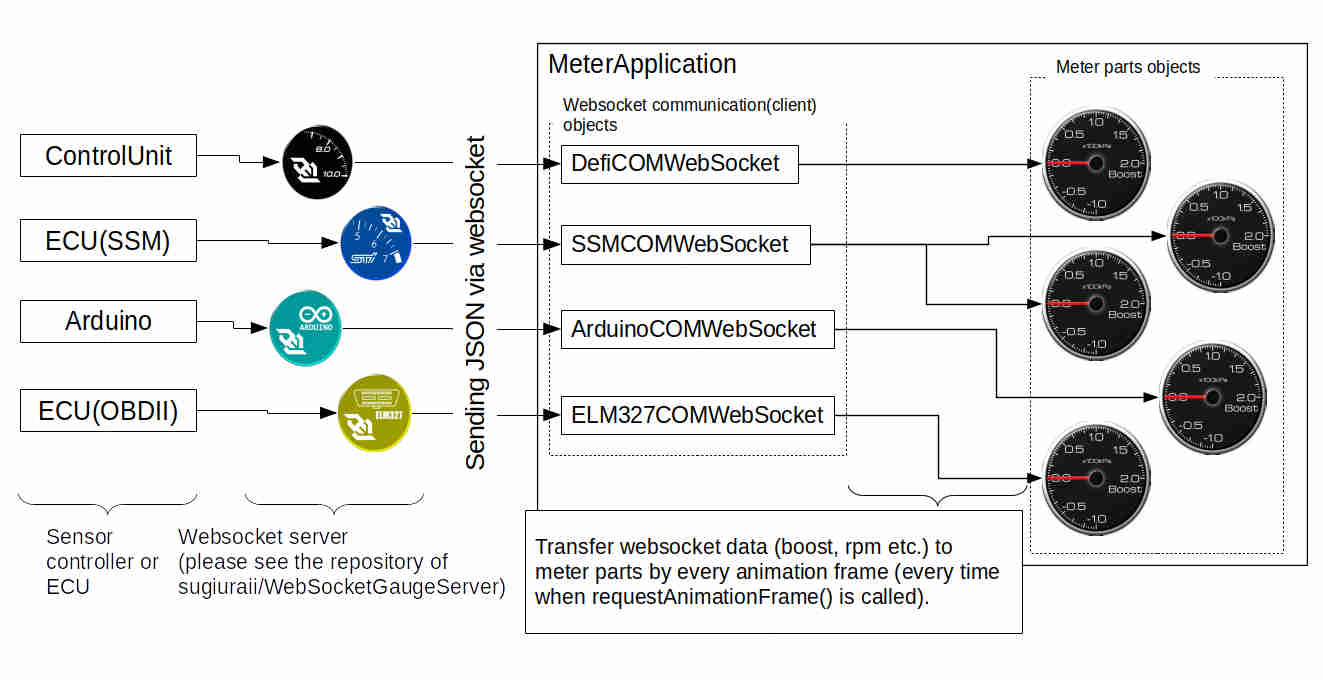 MeterApplication
Meter parts objects
Websocket communication(client)
objects
ControlUnit
8.0
10.0
DefiCOMWebSocket
ECU(SSM)
5
6
7
STI
SSMCOMWebSocket
Arduino
ARDUINO
ArduinoCOMWebSocket
ECU(OBDII)
ELM327
ELM327COMWebSocket
Sending JSON via websocket
1.0
0.5
1.5
x100kPa
0.0
2.0
Boost
-0.5
-1.0
1.0
0.5
1.5
x100kPa
0.0
2.0
Boost
-0.5
-1.0
1.0
0.5
1.5
x100kPa
0.0
2.0
Boost
-0.5
-1.0
1.0
0.5
1.5
x100kPa
0.0
2.0
Boost
-0.5
-1.0
1.0
0.5
1.5
x100kPa
0.0
2.0
Boost
-0.5
-1.0
Sensor
controller or
ECU
Websocket server
(please see the repository of
sugiuraii/WebSocketGaugeServer)
Transfer websocket data (boost, rpm etc.) to
meter parts by every animation frame (every time
when requestAnimationFrame() is called).